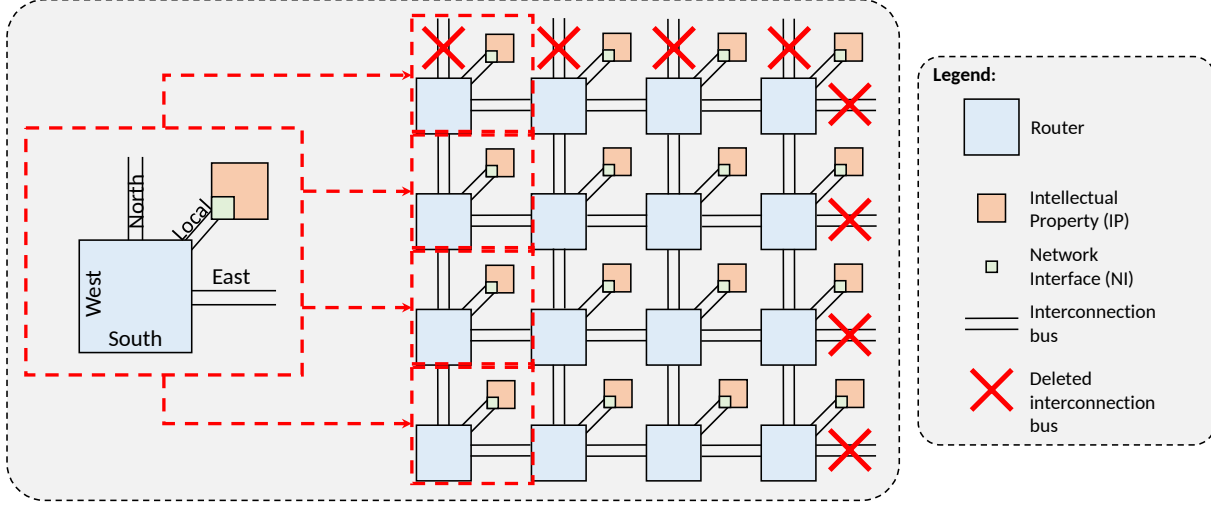 North
Local
West
East
South
Legend:
Router
Intellectual
Property (IP)
Network
Interface (NI)
Interconnection
bus
Deleted
interconnection
bus